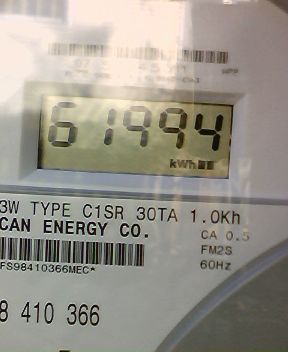 61994
kWh
3W TYPE C1SR 30TA 1.0Kh
CAN ENERGY CO.
CA 0.5
FM2S
60Hz
FS98410366MEC*
8 410 366